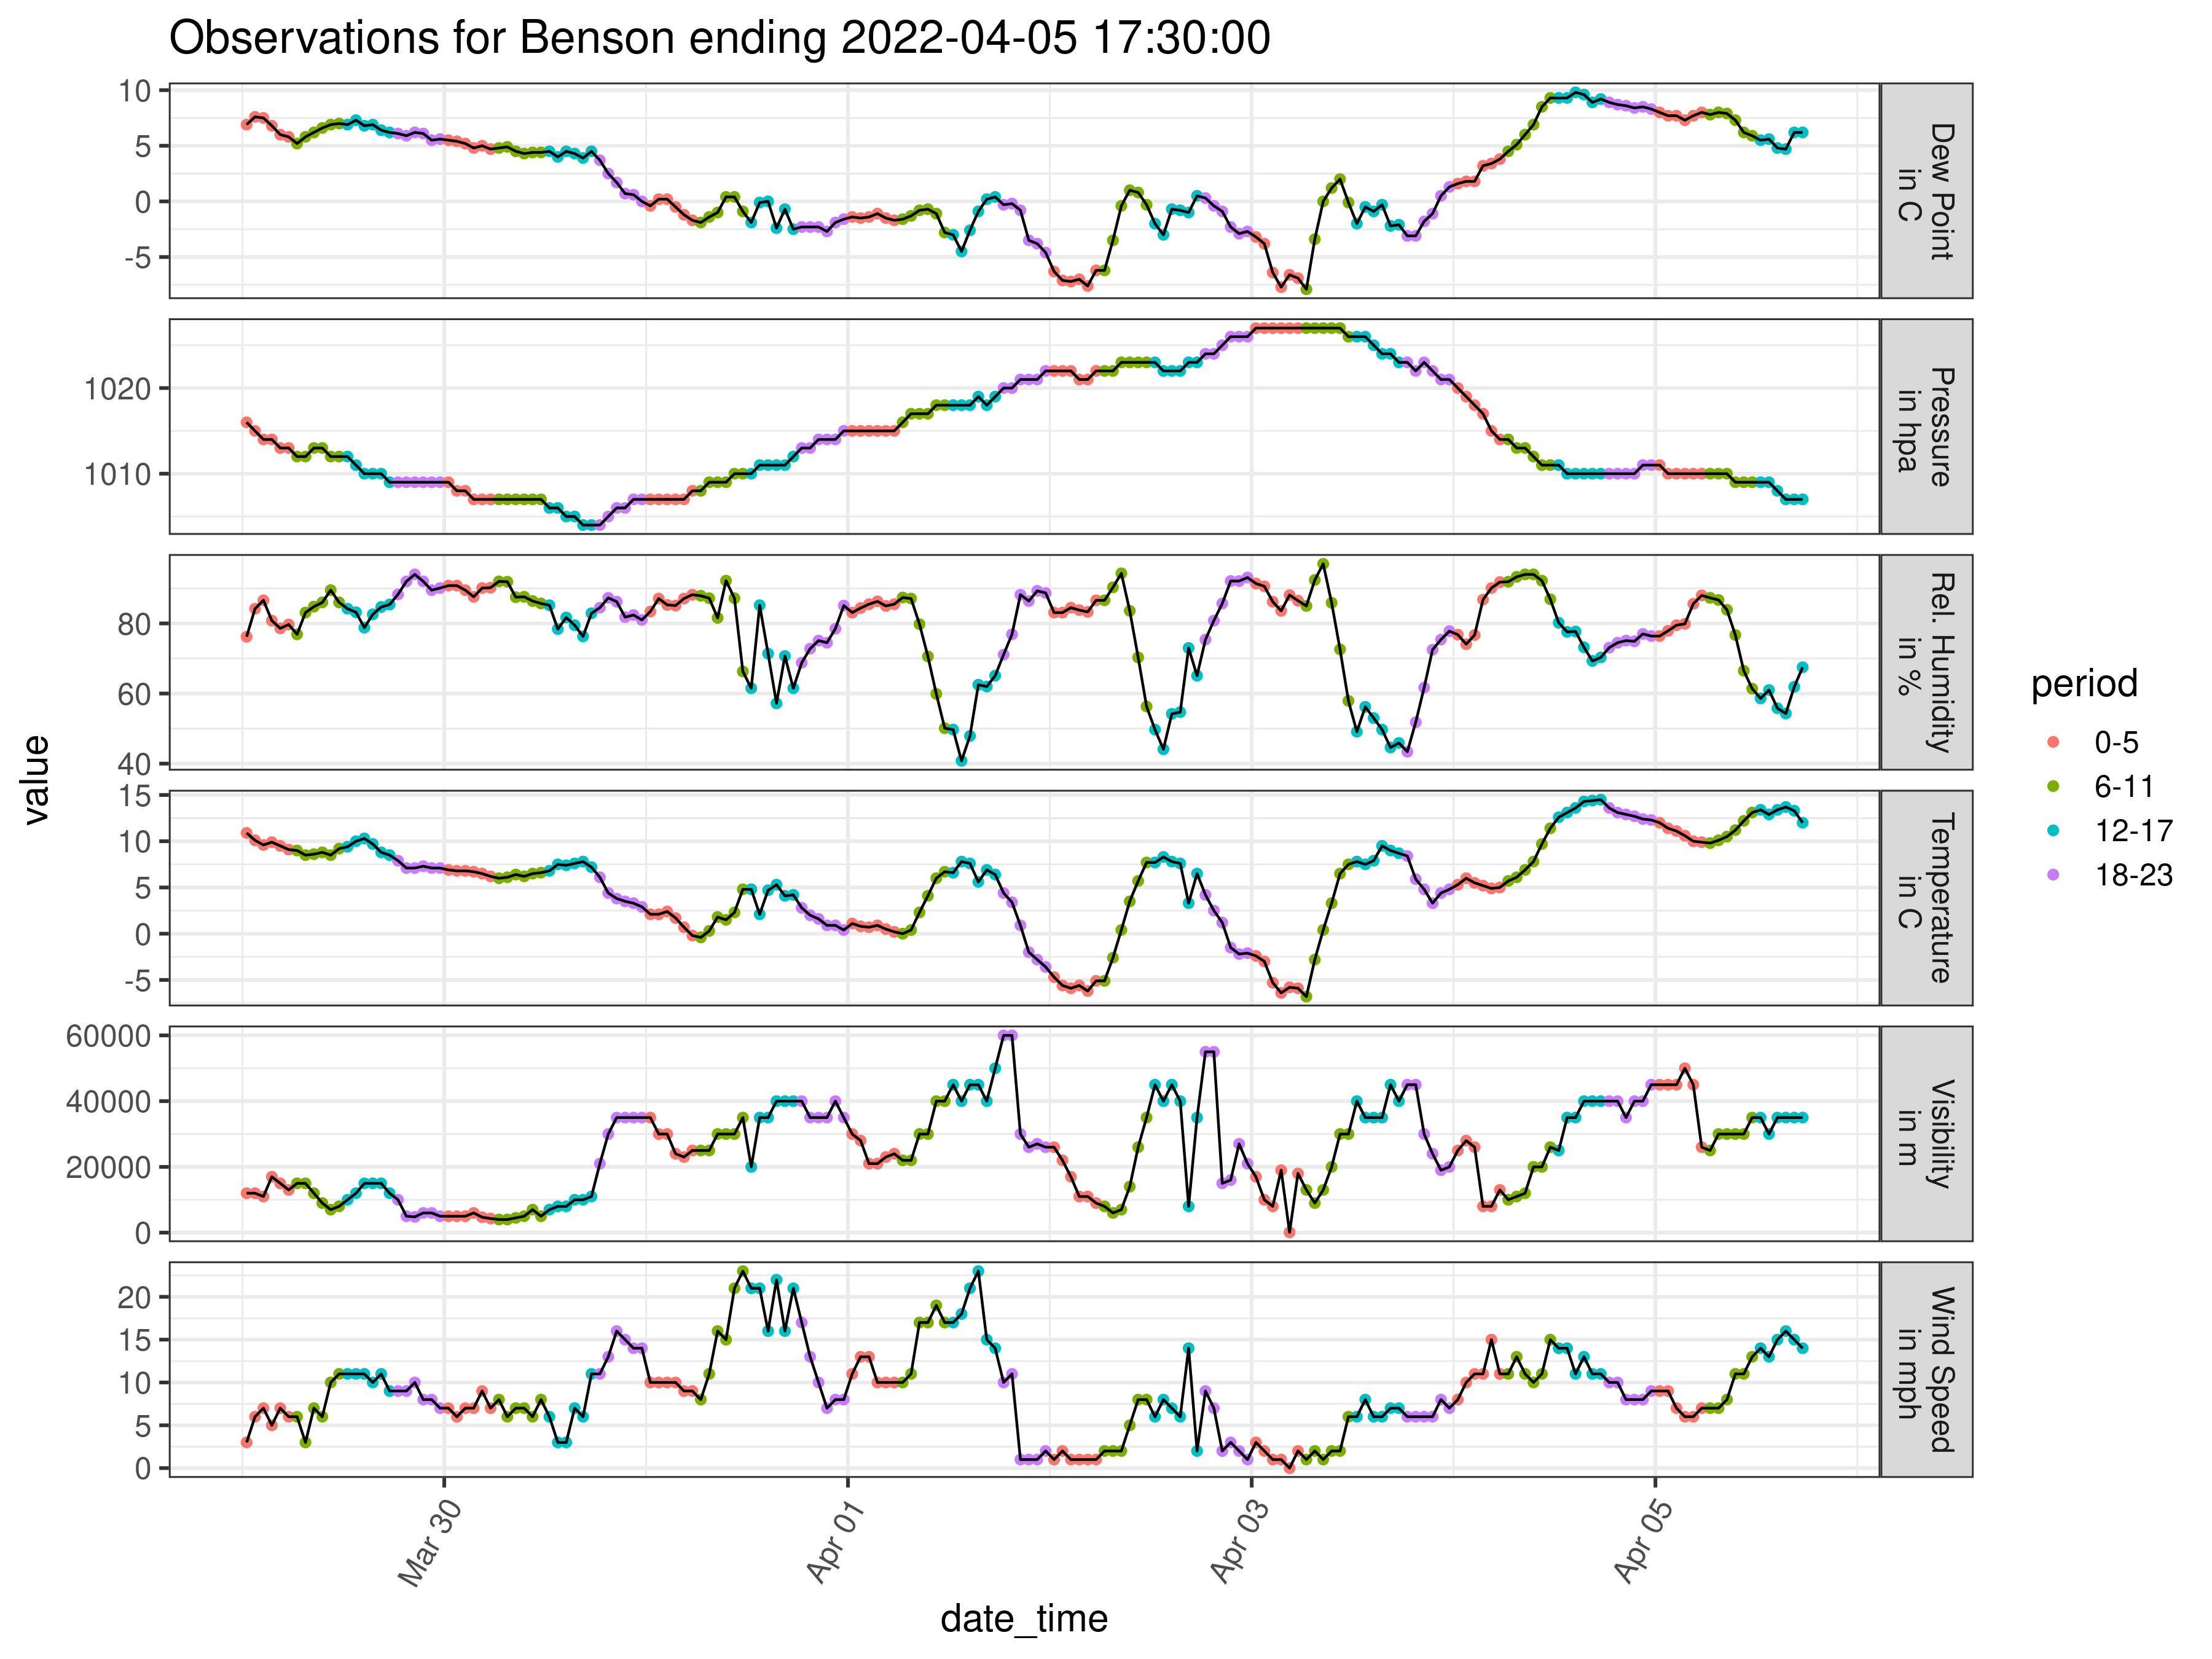 Observations for Benson ending 2022-04-05 17:30:00
10
5
0
-5
Dew Point
in C
1020
1010
Pressure
in hpa
80
60
40
Rel. Humidity
in %
15
10
5
0
-5
Temperature
in C
60000
40000
20000
0
Visibility
in m
20
15
10
5
0
Wind Speed
in mph
value
Mar 30
Apr 01
Apr 03
Apr 05
date_time
period
0-5
6-11
12-17
18-23